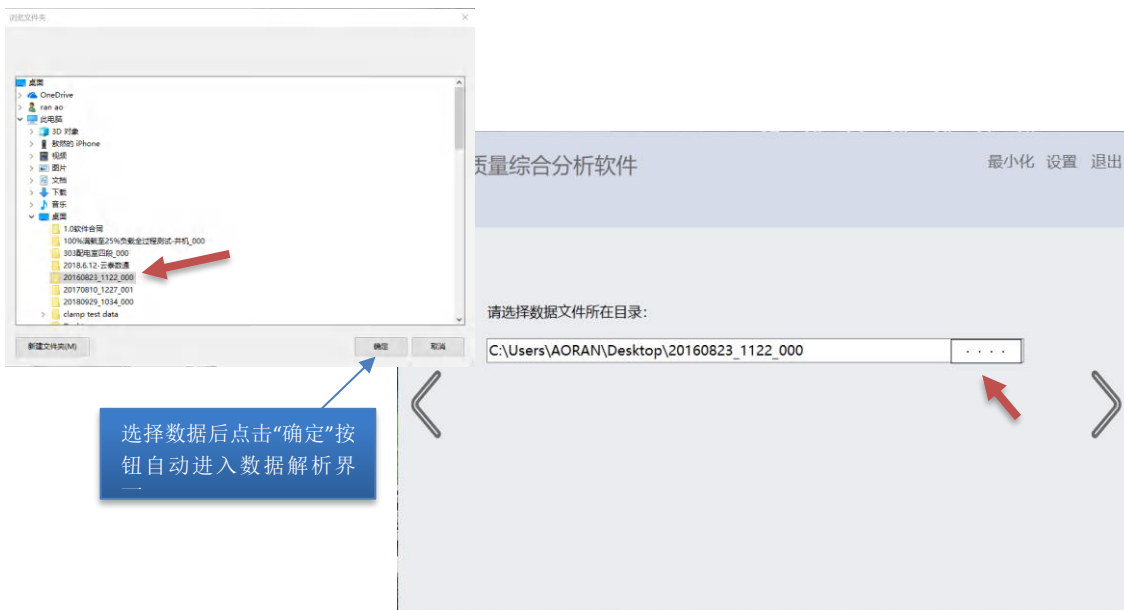 浏览文件夹
桌面
OneDrive
ran ao
此电脑
3D 对象
敖然的 iPhone
视频
图片
文档
下载
音乐
桌面
1.0软件合同
100%满载至25%负载全过程测试-并机_000
303配电室四段_000
2018.6.12-云泰数通
20160823_1122_000
20170810_1227_001
20180929_1034_000
clamp test data
新建文件夹(M)
确定
取消
选择数据后点击“确定”按
钮自动进入数据解析界
质量综合分析软件
最小化 设置 退出
请选择数据文件所在目录:
C:\Users\AORAN\Desktop\20160823_1122_000
. . . .